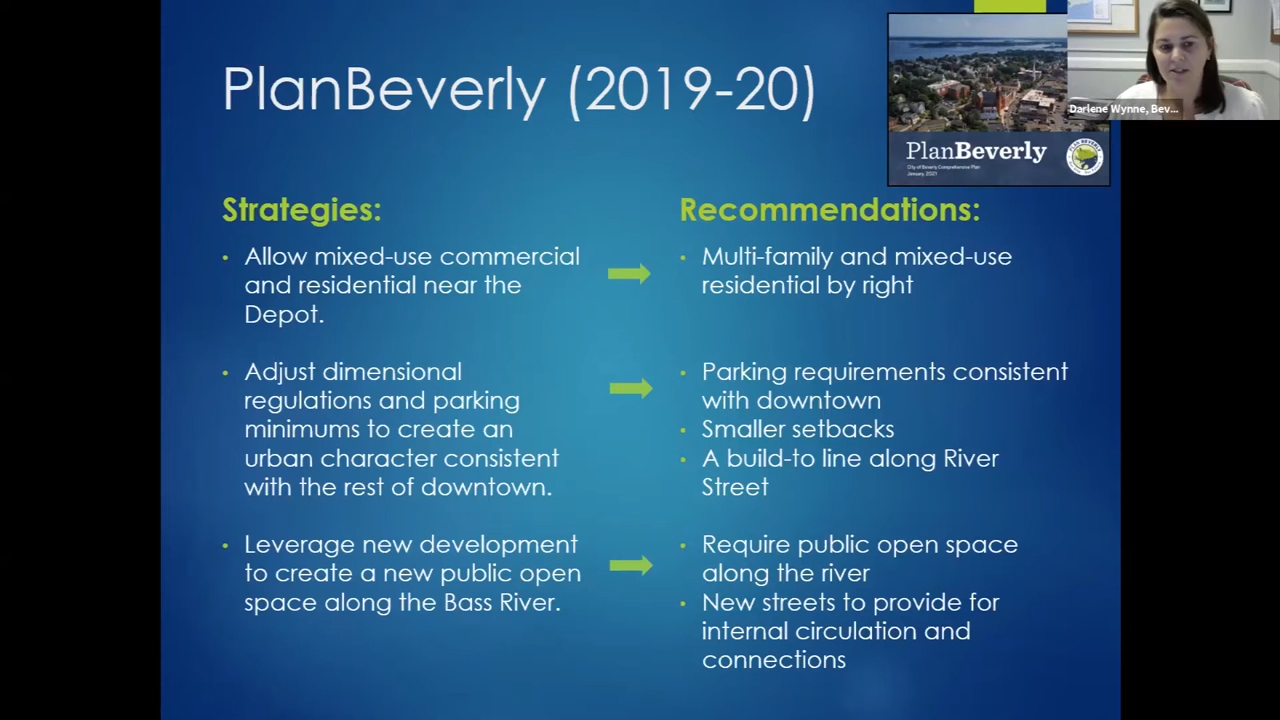 PlanBeverly (2019-20)
PlanBeverly
City of Beverly Comprehensive Plan
January, 2021
Darlene Wynne, Bev...
Strategies:
• Allow mixed-use commercial
and residential near the
Depot.
• Adjust dimensional
regulations and parking
minimums to create an
urban character consistent
with the rest of downtown.
• Leverage new development
to create a new public open
space along the Bass River.
Recommendations:
• Multi-family and mixed-use
residential by right
• Parking requirements consistent
with downtown
• Smaller setbacks
• A build-to line along River
Street
• Require public open space
along the river
• New streets to provide for
internal circulation and
connections